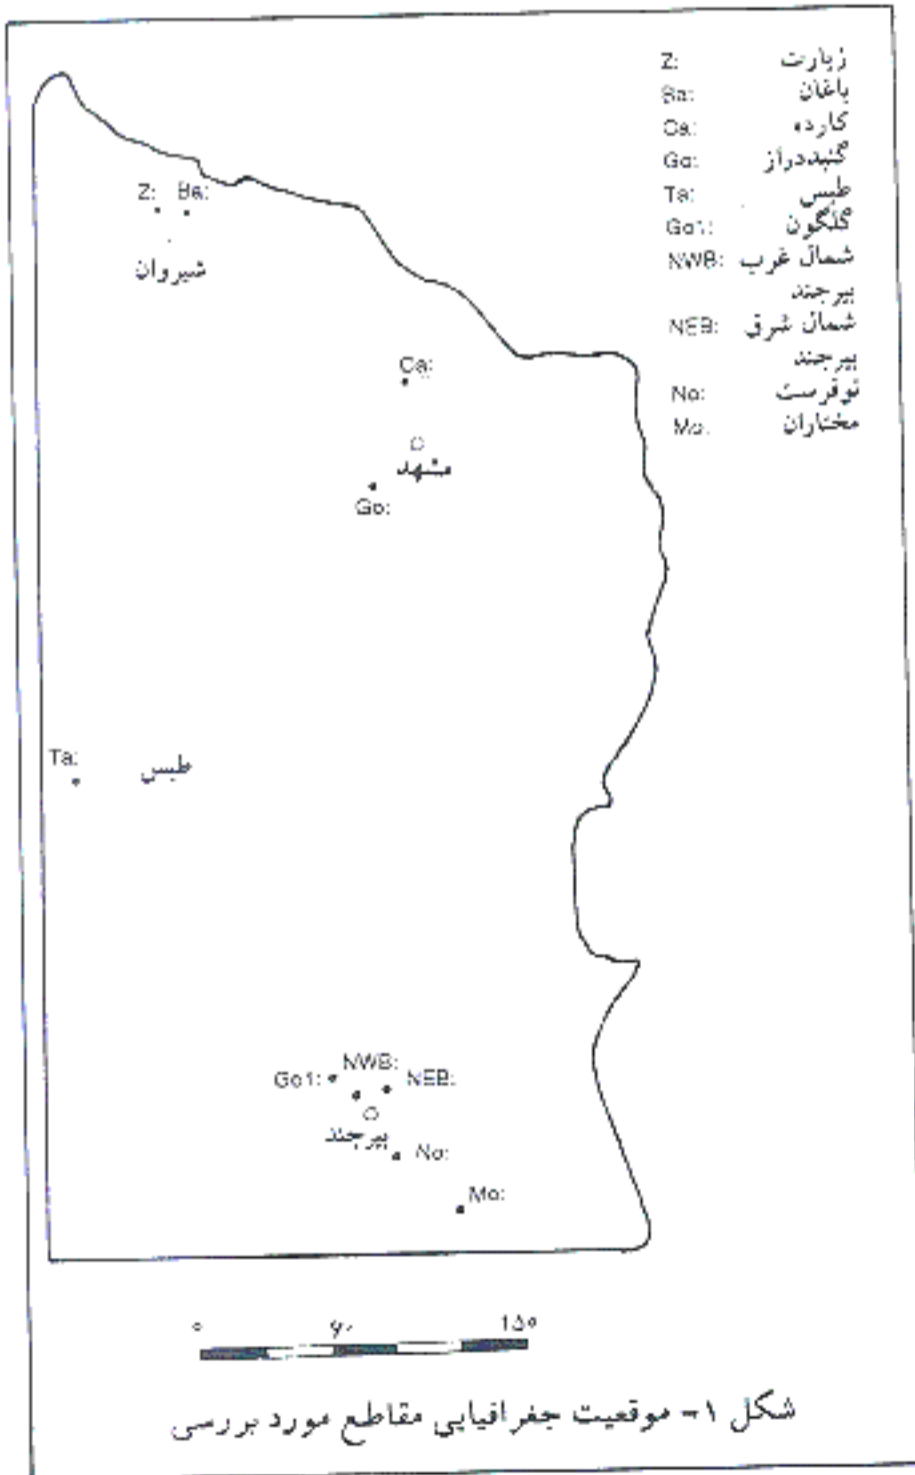 Z: زیارت
Ba: باغان
Ca: کارده
Go: گنبددراز
Ta: طبس
Go1: گلگون
NWB: شمال غرب
بیرجند
NEB: شمال شرق
بیرجند
No: نوفرست
Mo: مختاران
Z: Ba:
شیروان
Ca:
مشهد
Go:
Ta: طبس
NWB:
Go1: NEB:
بیرجند
No:
Mo:
۰ ۶۰ ۱۵۰
شکل ۱- موقعیت جغرافیایی مقاطع مورد بررسی